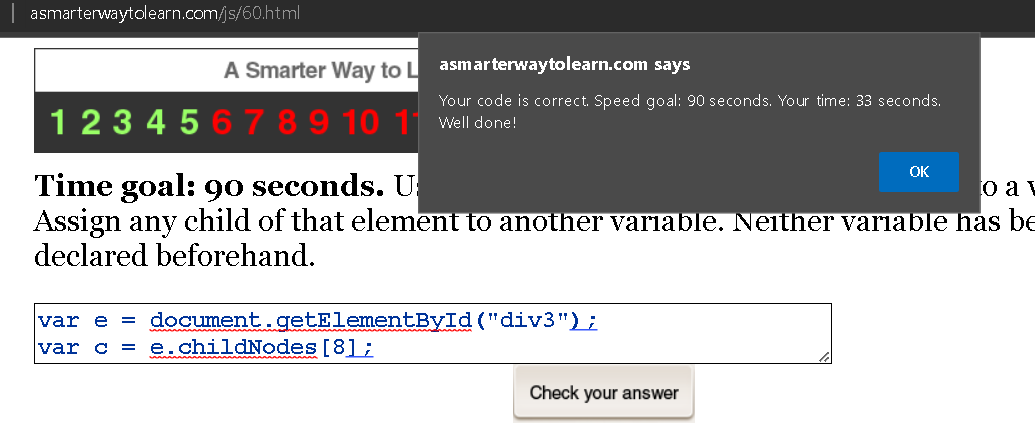 asmarterwaytolearn.com/js/60.html
A Smarter Way to L
1 2 3 4 5 6 7 8 9 10
asmarterwaytolearn.com says
Your code is correct. Speed goal: 90 seconds. Your time: 33 seconds.
Well done!
OK
Time goal: 90 seconds. to a
Assign any child of that element to another variable. Neither variable has be
declared beforehand.
var e = document.getElementById("div3");
var c = e.childNodes[8];
Check your answer